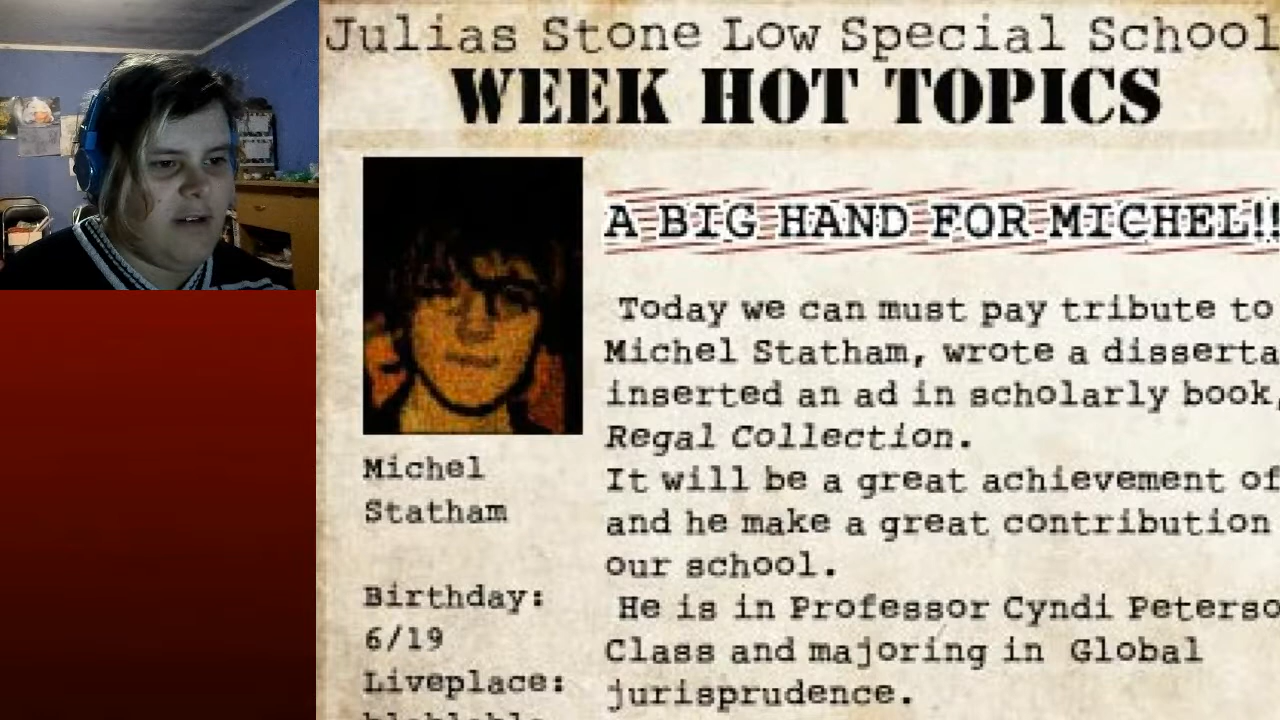 Julias Stone Low Special School
WEEK HOT TOPICS
A BIG HAND FOR MICHEL!!
Today we can must pay tribute to
Michel Statham, wrote a disserta
inserted an ad in scholarly book,
Regal Collection.
It will be a great achievement of
and he make a great contribution
our school.
He is in Professor Cyndi Peterso
Class and majoring in Global
jurisprudence.
Michel
Statham
Birthday:
6/19
Liveplace: